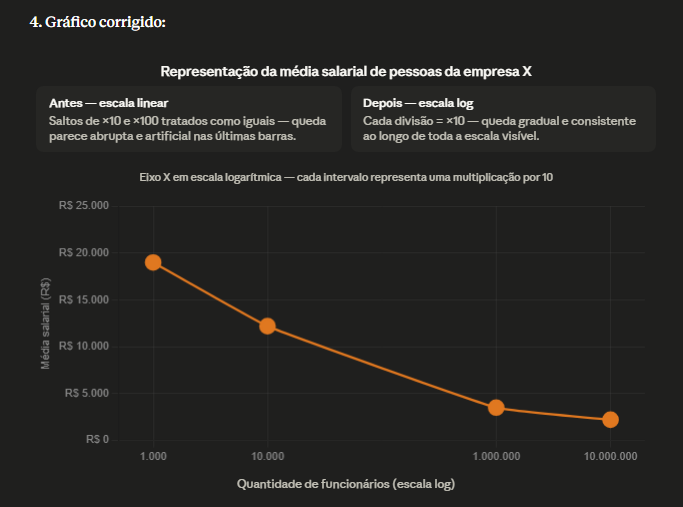 4. Gráfico corrigido:
Representação da média salarial de pessoas da empresa X
Antes — escala linear
Saltos de ×10 e ×100 tratados como iguais — queda
parece abrupta e artificial nas últimas barras.
Depois — escala log
Cada divisão = ×10 — queda gradual e consistente
ao longo de toda a escala visível.
Eixo X em escala logarítmica — cada intervalo representa uma multiplicação por 10
Média salarial (R$)
R$ 25.000
R$ 20.000
R$ 15.000
R$ 10.000
R$ 5.000
R$ 0
1.000 10.000 1.000.000 10.000.000
Quantidade de funcionários (escala log)